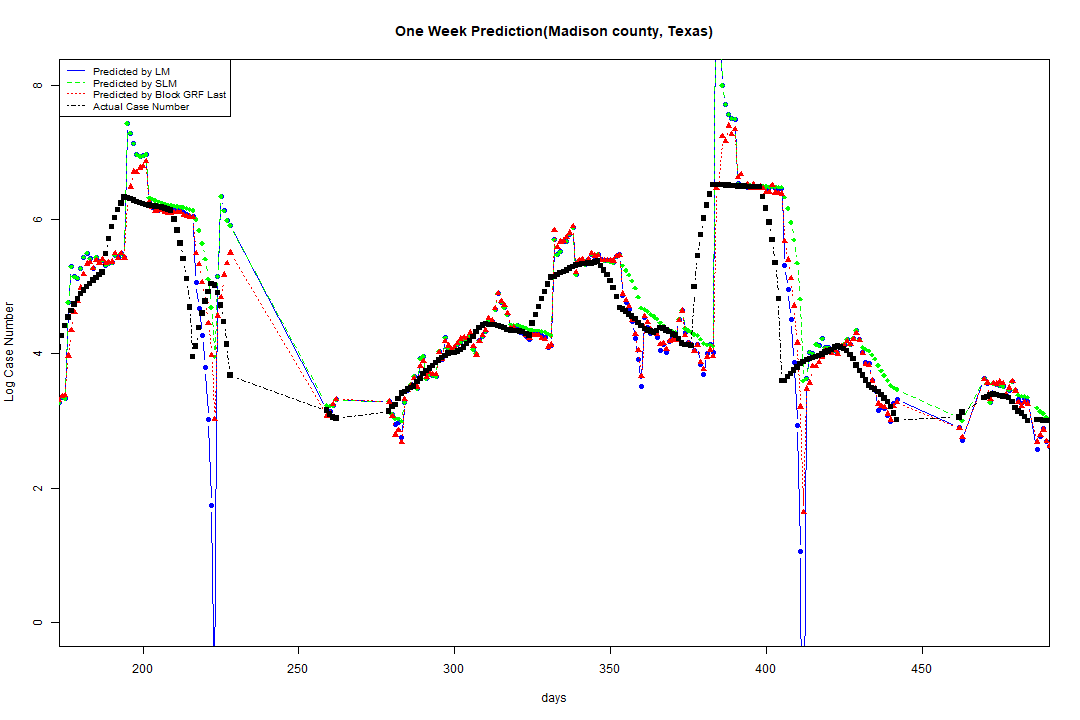 One Week Prediction(Madison county, Texas)
Predicted by LM
Predicted by SLM
Predicted by Block GRF Last
Actual Case Number
8
6
4
2
0
Log Case Number
200
250
300
350
400
450
days